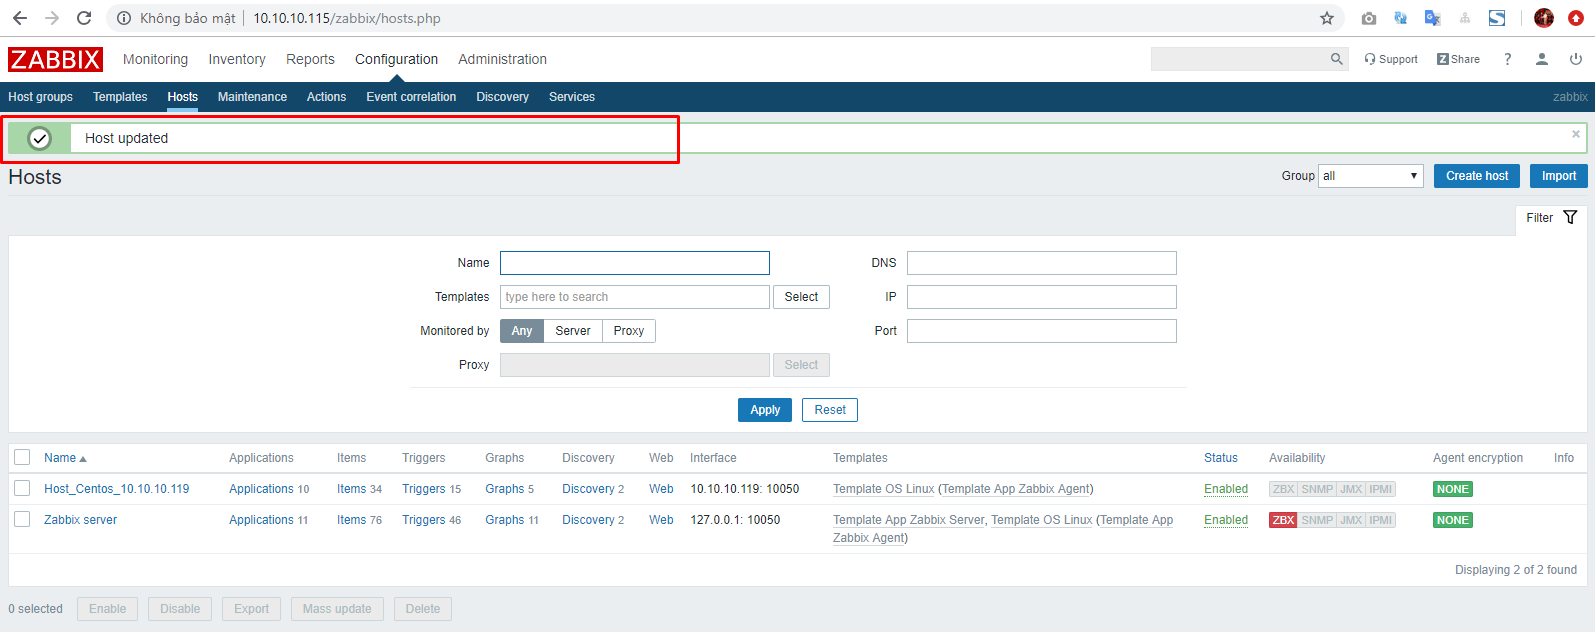 Không bảo mật 10.10.10.115/zabbix/hosts.php
ZABBIX Monitoring Inventory Reports Configuration Administration Support Z Share ?
Host groups Templates Hosts Maintenance Actions Event correlation Discovery Services zabbix
Host updated ×
Hosts Group all Create host Import
Filter
Name DNS
Templates type here to search Select IP
Monitored by Any Server Proxy Port
Proxy Select
Apply Reset
Name Applications Items Triggers Graphs Discovery Web Interface Templates Status Availability Agent encryption Info
Host_Centos_10.10.10.119 Applications 10 Items 34 Triggers 15 Graphs 5 Discovery 2 Web 10.10.10.119: 10050 Template OS Linux (Template App Zabbix Agent) Enabled ZBX SNMP JMX IPMI NONE
Zabbix server Applications 11 Items 76 Triggers 46 Graphs 11 Discovery 2 Web 127.0.0.1: 10050 Template App Zabbix Server, Template OS Linux (Template App Enabled ZBX SNMP JMX IPMI NONE
Zabbix Agent)
Displaying 2 of 2 found
0 selected Enable Disable Export Mass update Delete